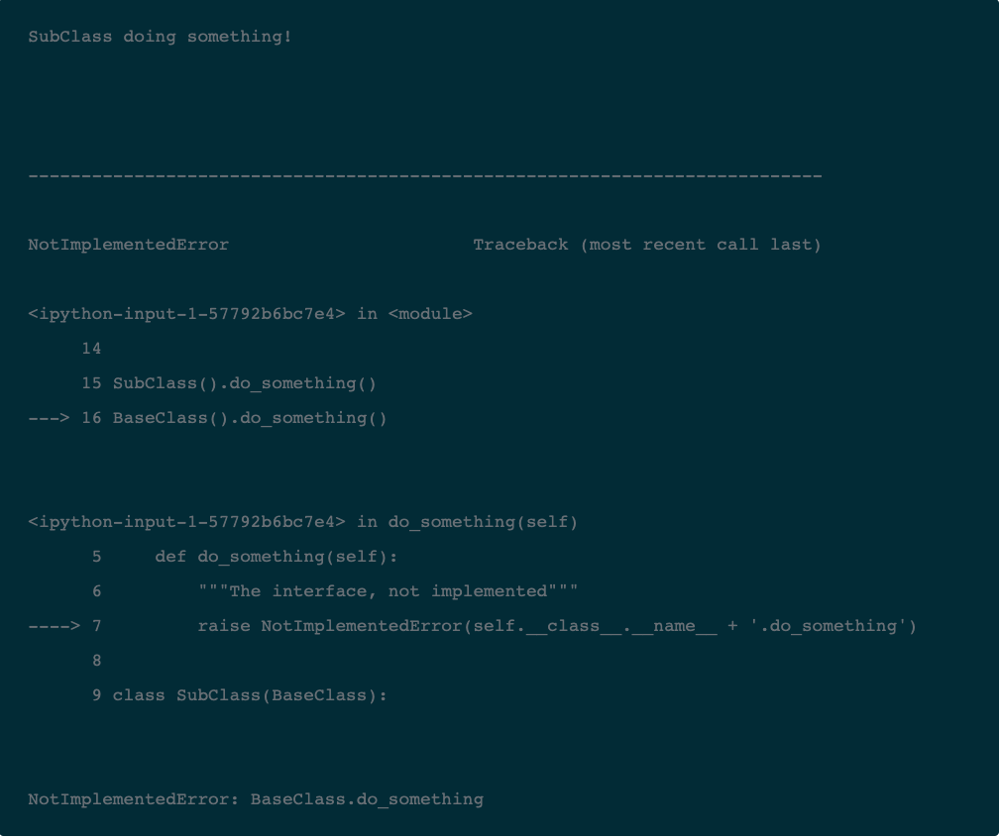 SubClass doing something!
---------------------------------------------------------------------------
NotImplementedError                       Traceback (most recent call last)
<ipython-input-1-57792b6bc7e4> in <module>
     14
     15 SubClass().do_something()
---> 16 BaseClass().do_something()
<ipython-input-1-57792b6bc7e4> in do_something(self)
      5     def do_something(self):
      6         """The interface, not implemented"""
----> 7         raise NotImplementedError(self.__class__.__name__ + '.do_something')
      8
      9 class SubClass(BaseClass):
NotImplementedError: BaseClass.do_something